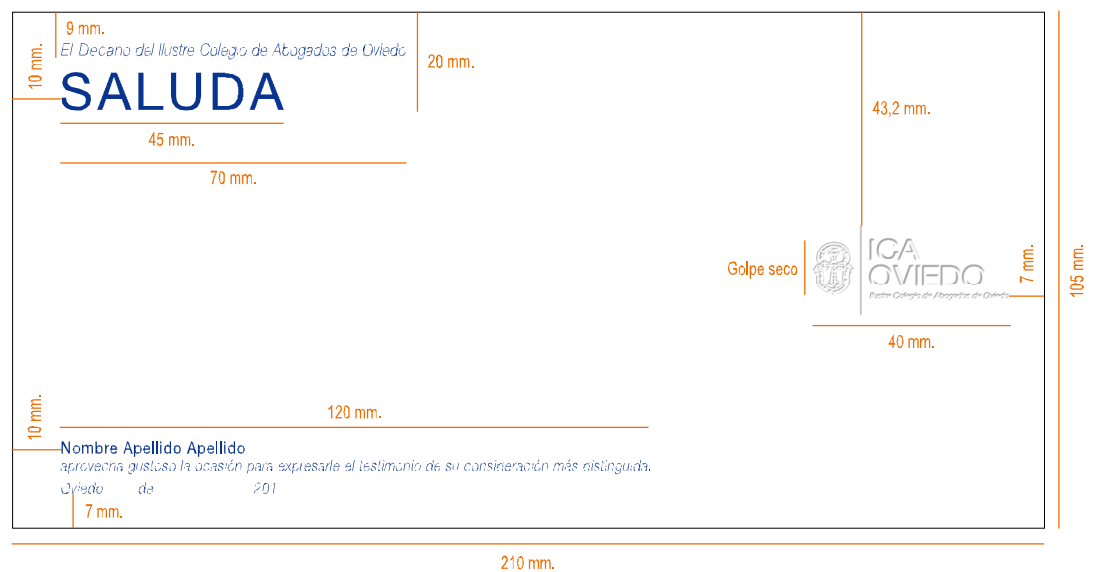 9 mm.
El Decano del Ilustre Colegio de Abogados de Oviedo
10 mm.
20 mm.
SALUDA
43,2 mm.
45 mm.
70 mm.
ICA
OVIEDO
Ilustre Colegio de Abogados de Oviedo
Golpe seco
7 mm.
105 mm.
40 mm.
120 mm.
10 mm.
Nombre Apellido Apellido
aprovecha gustoso la ocasión para expresarle el testimonio de su consideración más distinguida.
Oviedo de 201
7 mm.
210 mm.